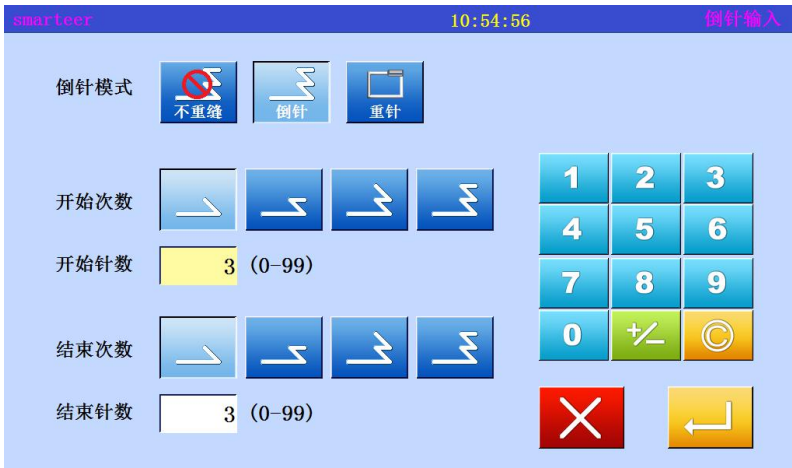 smarteer 10:54:56 倒针输入
倒针模式 不重缝 倒针 重针
1 2 3
开始次数
4 5 6
开始针数 3 (0-99)
7 8 9
0 +/- ©
结束次数
结束针数 3 (0-99)